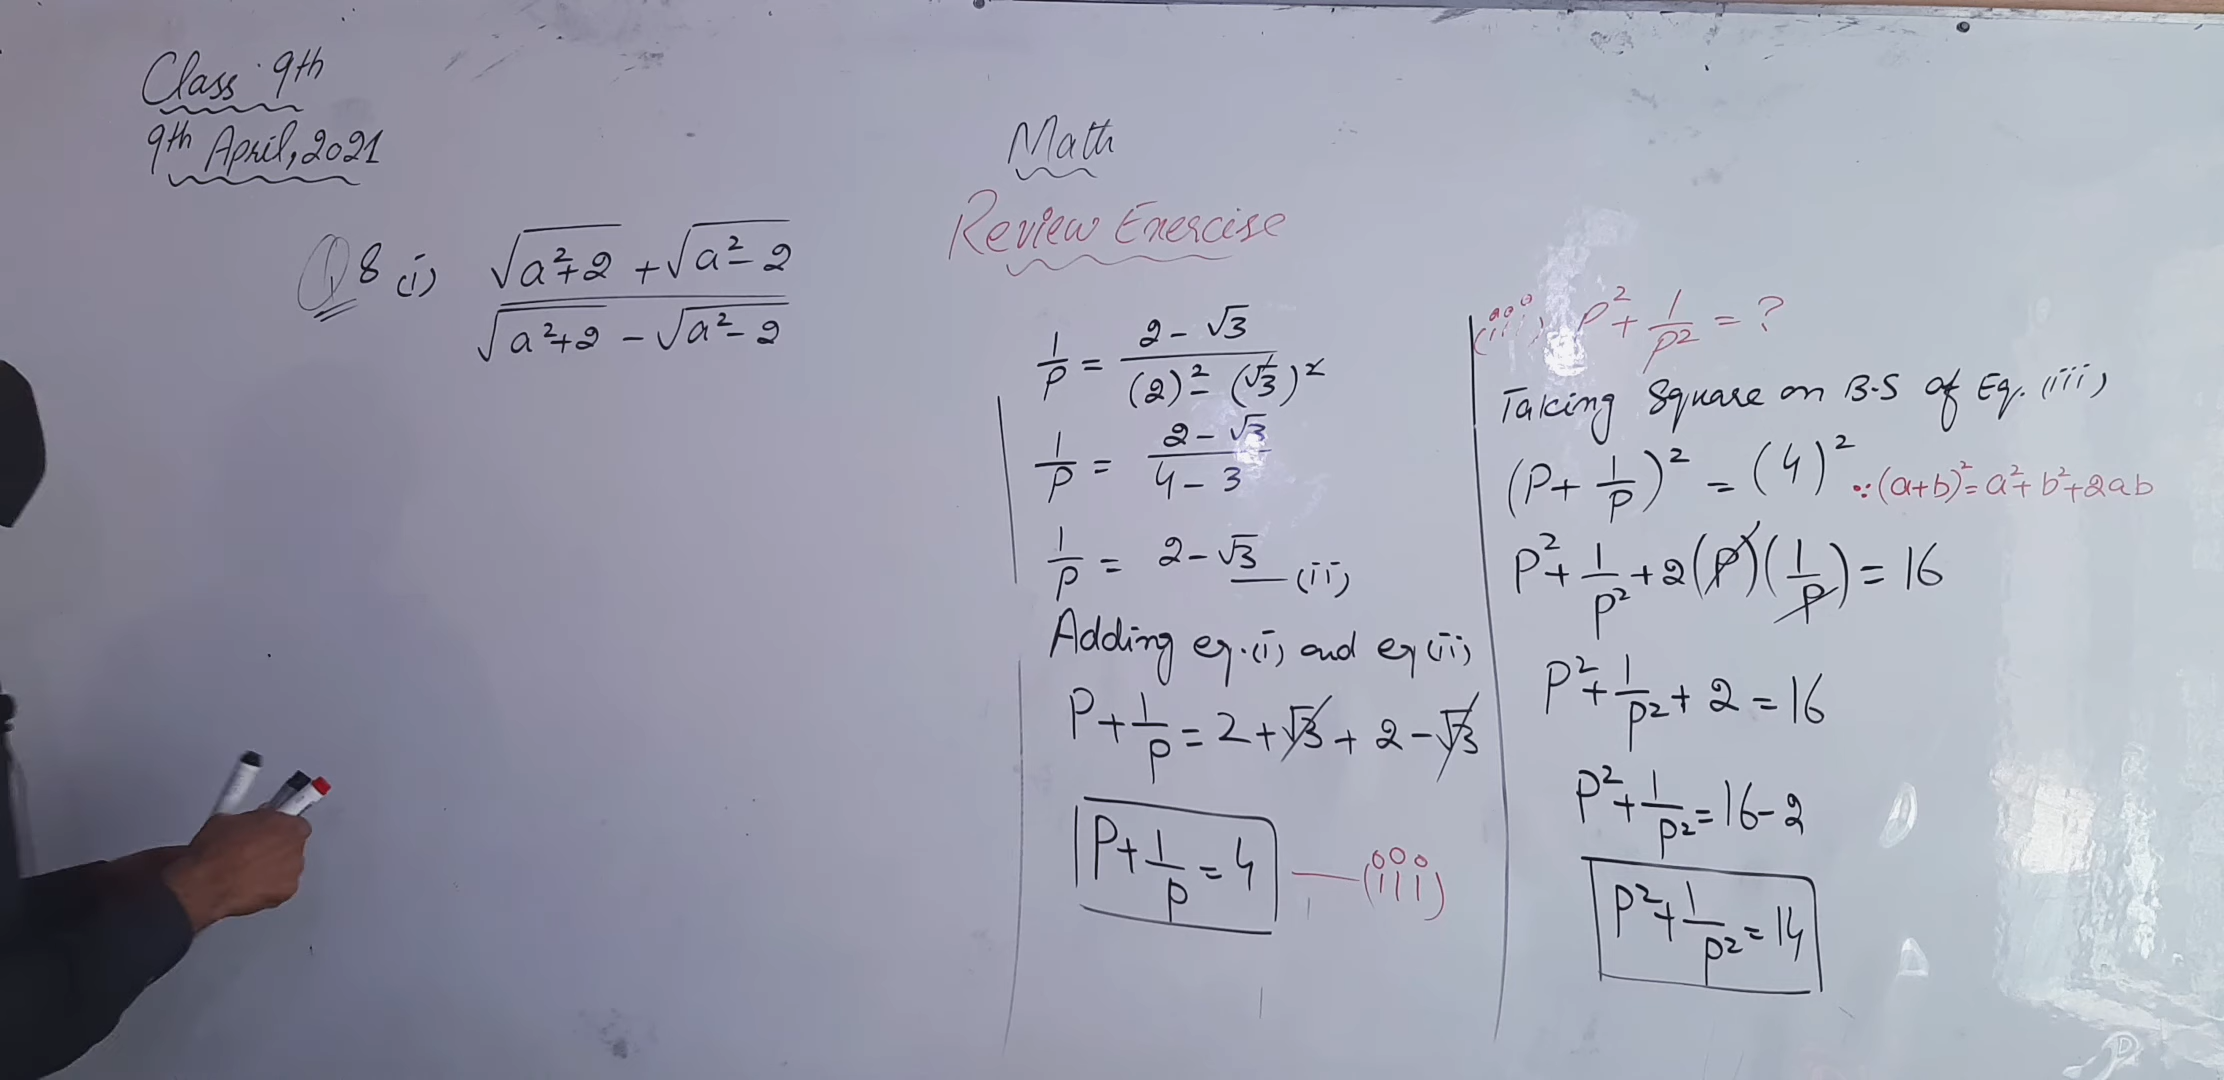 Class 9th
9th April, 2021
Math
Review Exercise
Q8 (i) (√(a²+2) + √(a²-2)) / (√(a²+2) - √(a²-2))
1/P = (2-√3) / ((2)² - (√3)²)
1/P = (2-√3) / (4-3)
1/P = 2-√3 — (ii)
Adding eq.(i) and eq(ii)
P+1/P = 2+√3 + 2-√3
P+1/P = 4 — (iii)
(iii) P²+1/P² = ?
Taking Square on B.S of Eq. (iii)
(P+1/P)² = (4)² ∵ (a+b)² = a²+b²+2ab
P²+1/P²+2(P)(1/P) = 16
P²+1/P²+2 = 16
P²+1/P² = 16-2
P²+1/P² = 14